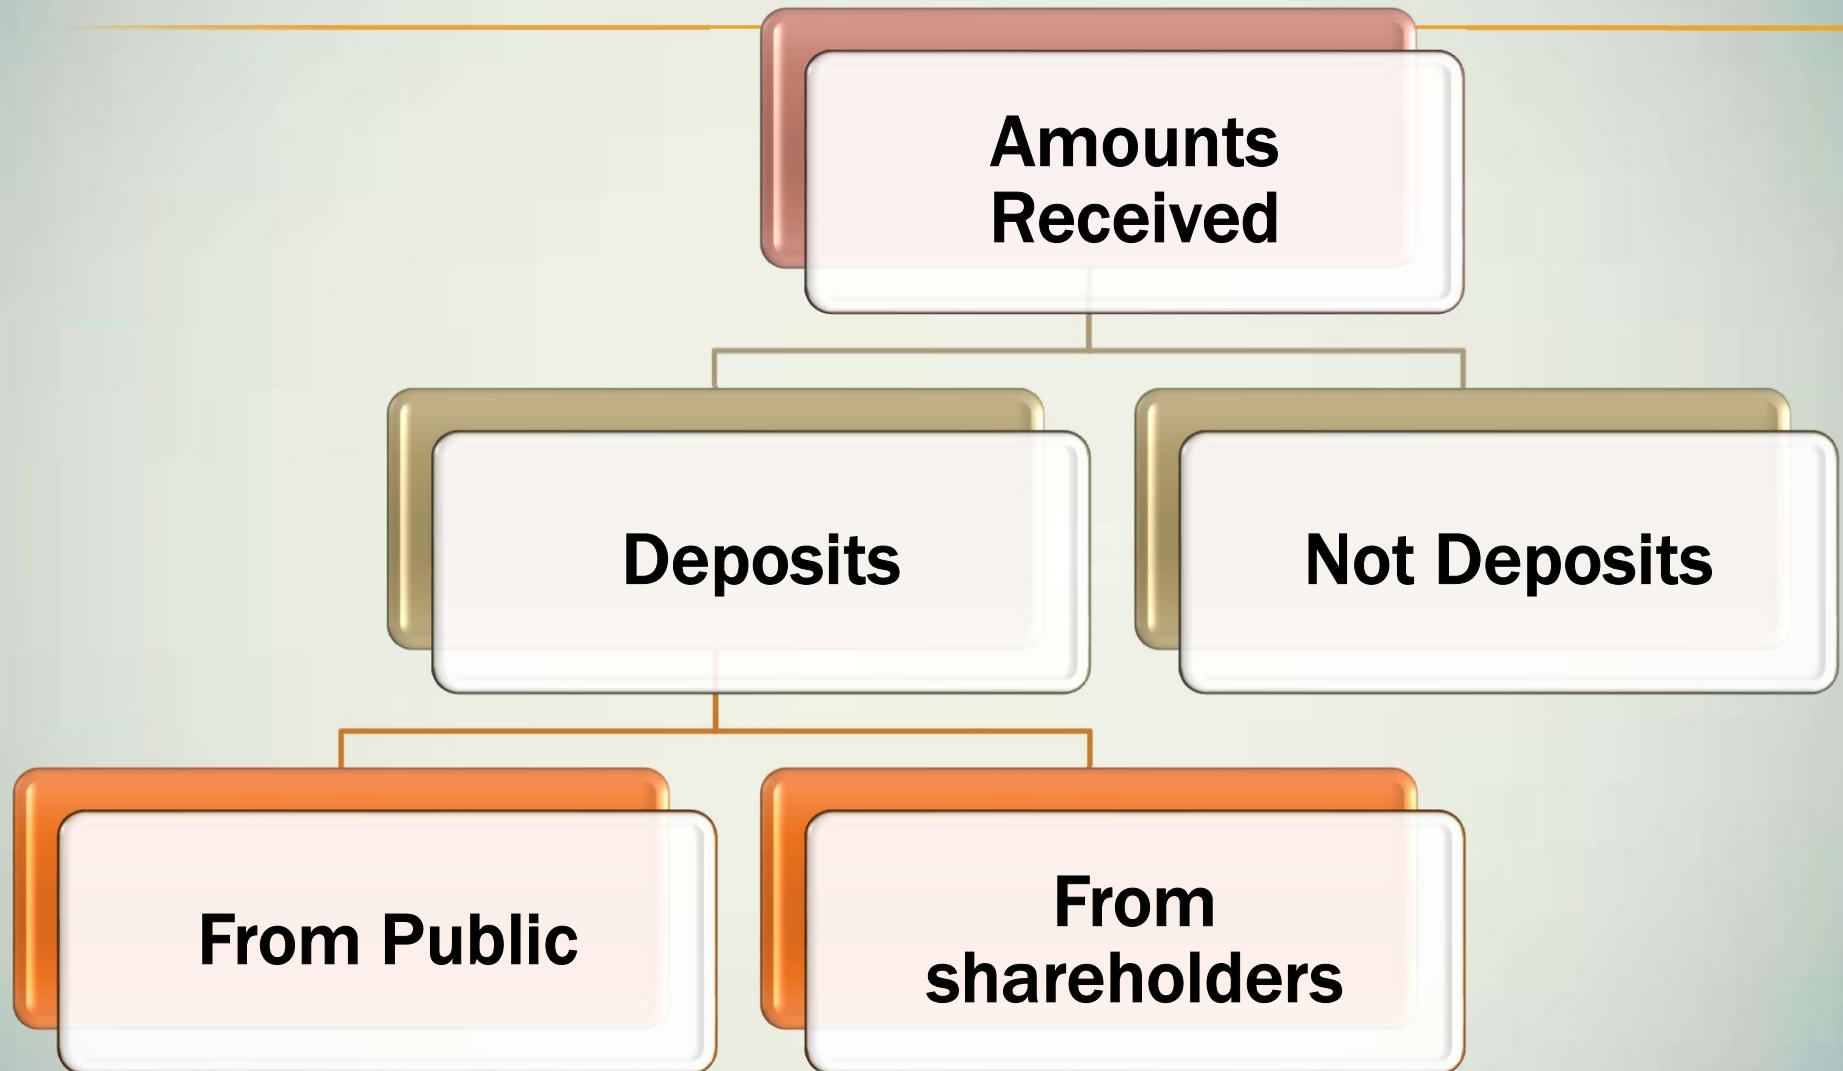 Amounts
Received
Deposits
Not Deposits
From Public
From
shareholders